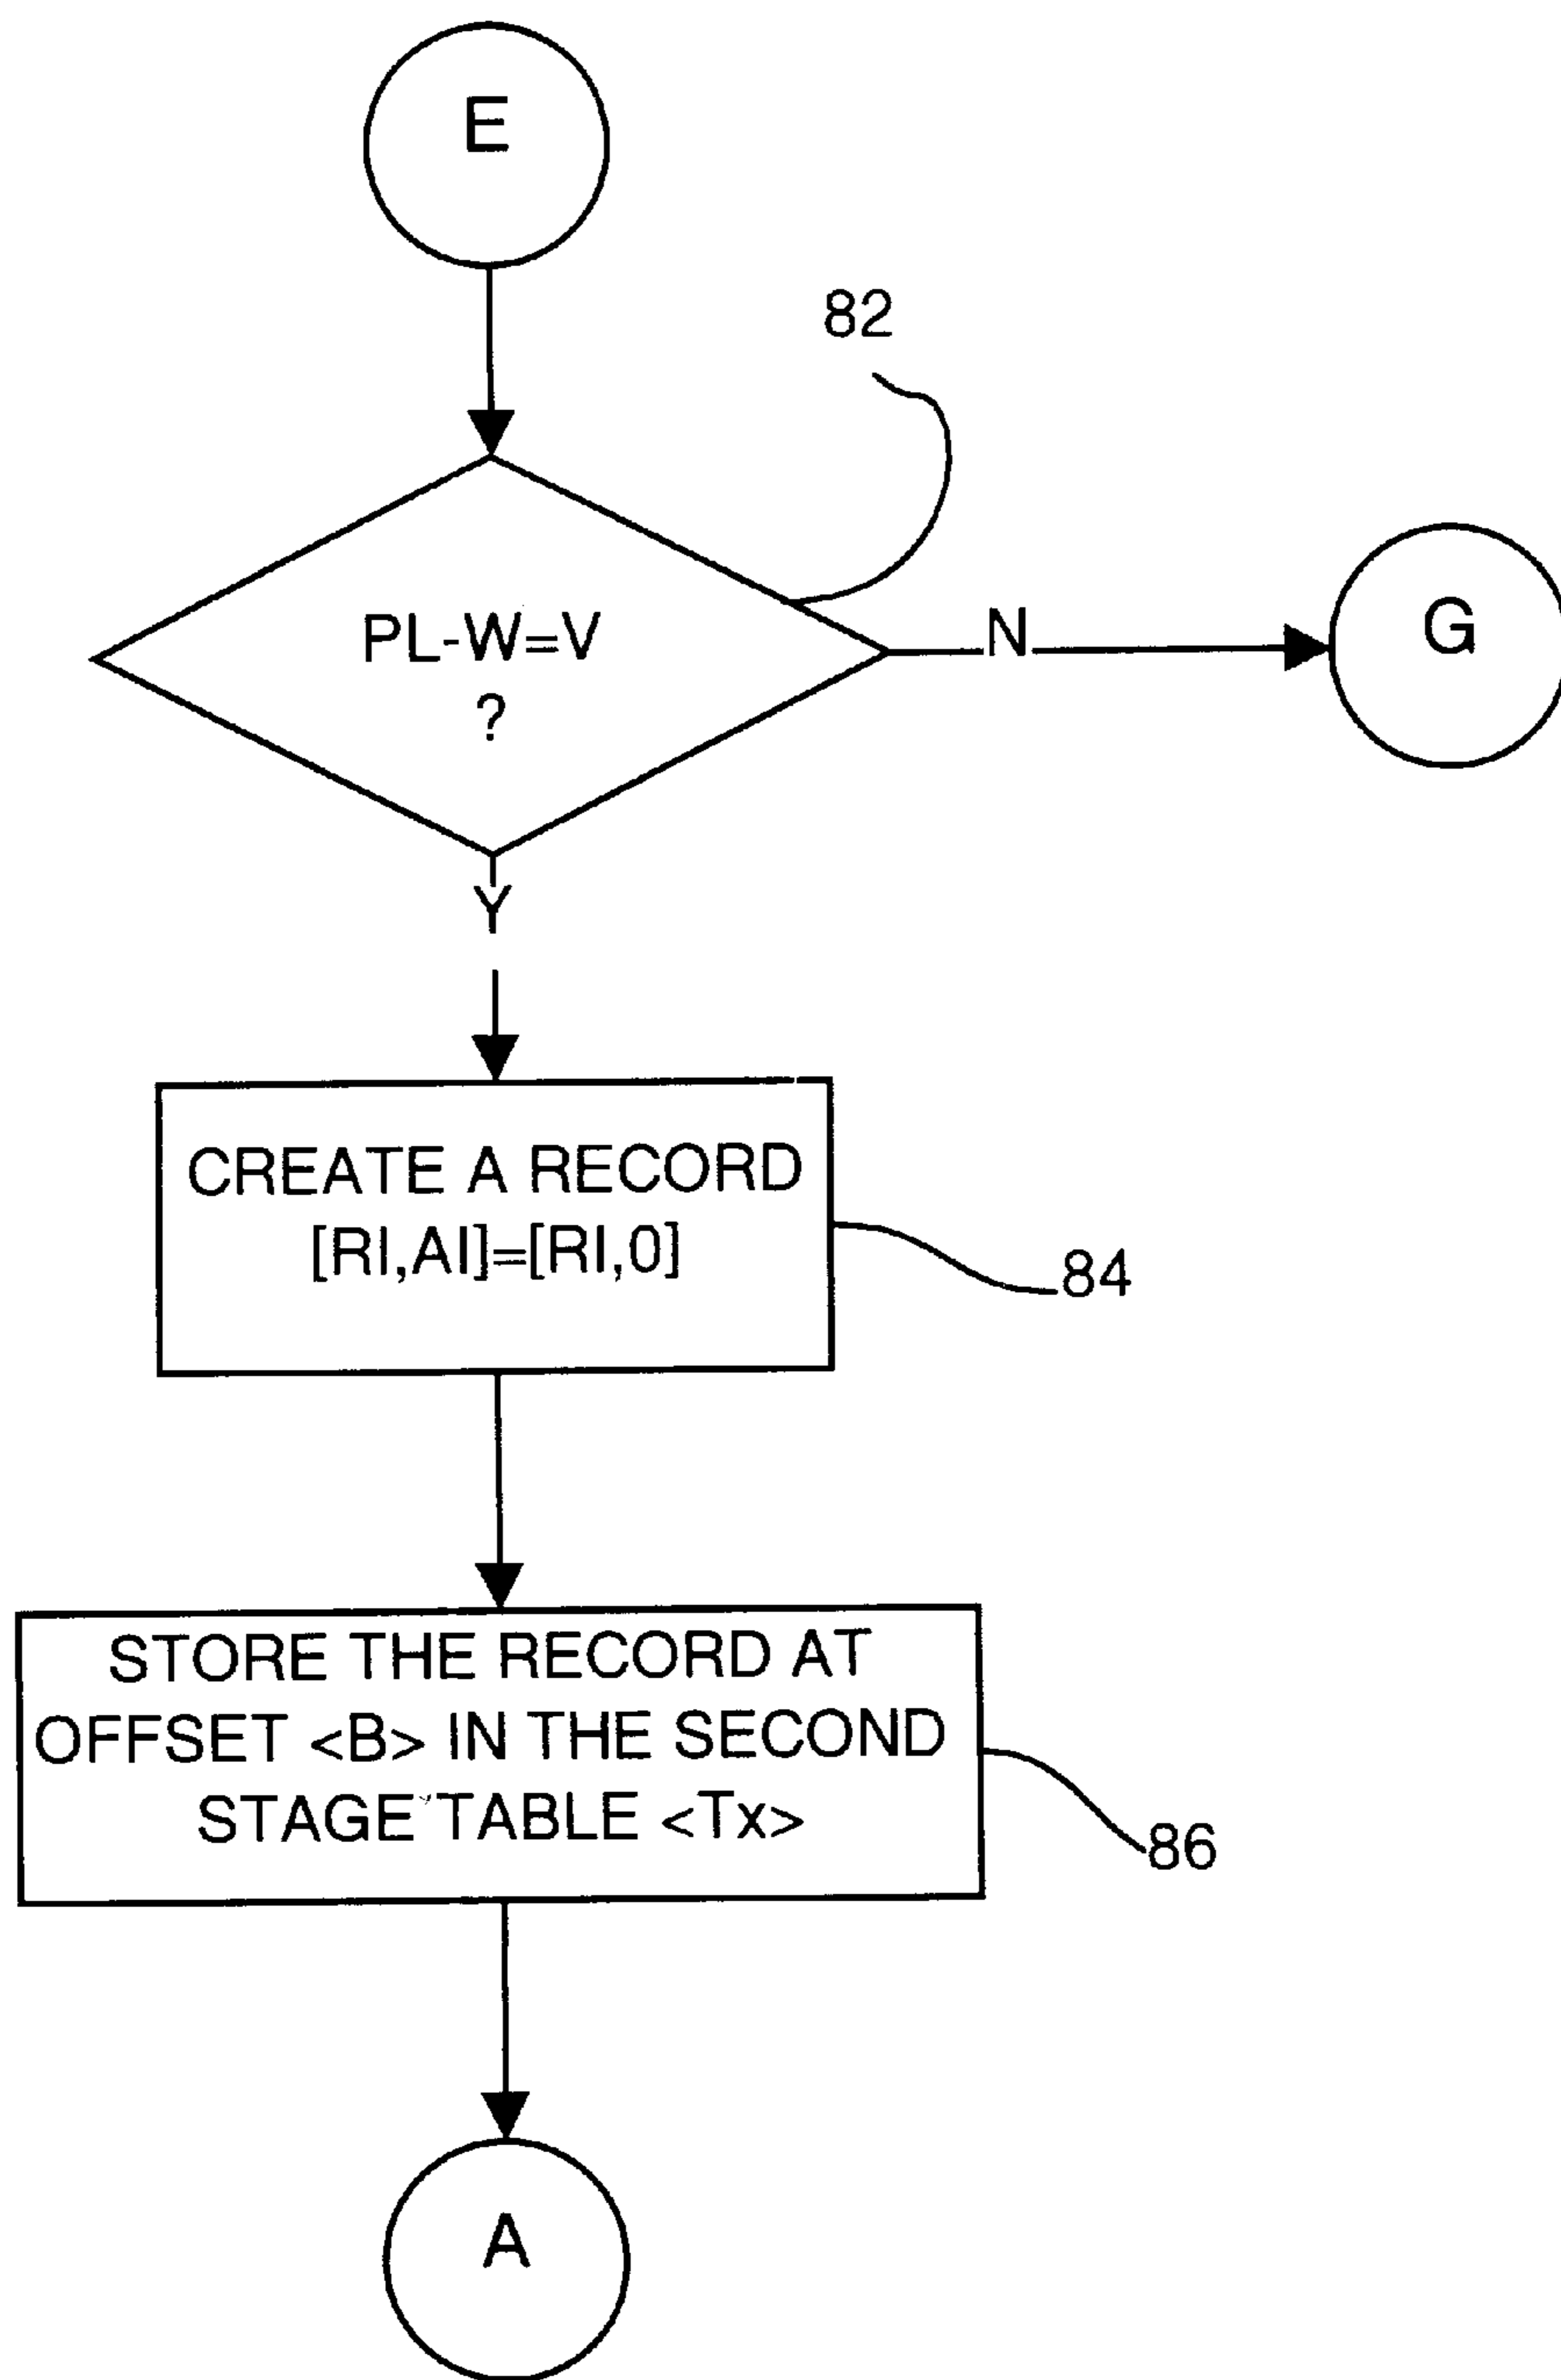 E
82
PL-W=V
?
N
G
Y
CREATE A RECORD
[RI,AI]=[RI,0]
84
STORE THE RECORD AT
OFFSET <B> IN THE SECOND
STAGE TABLE <Tx>
86
A